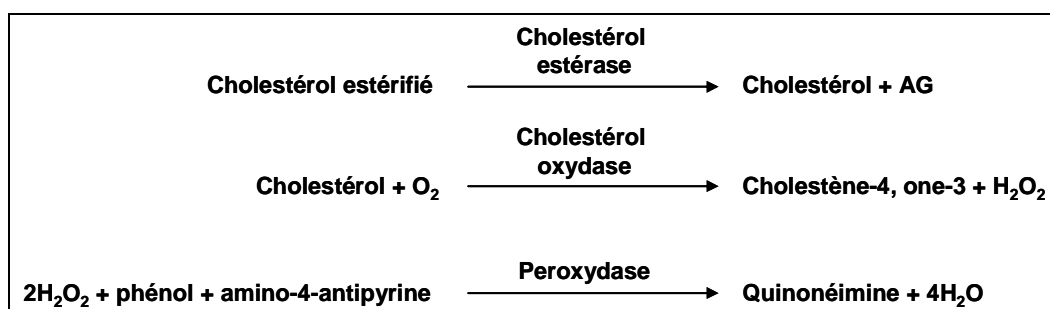 Cholestérol
estérase
Cholestérol estérifié
Cholestérol + AG
Cholestérol
oxydase
Cholestérol + O₂
Cholestène-4, one-3 + H₂O₂
Peroxydase
2H₂O₂ + phénol + amino-4-antipyrine
Quinonéimine + 4H₂O